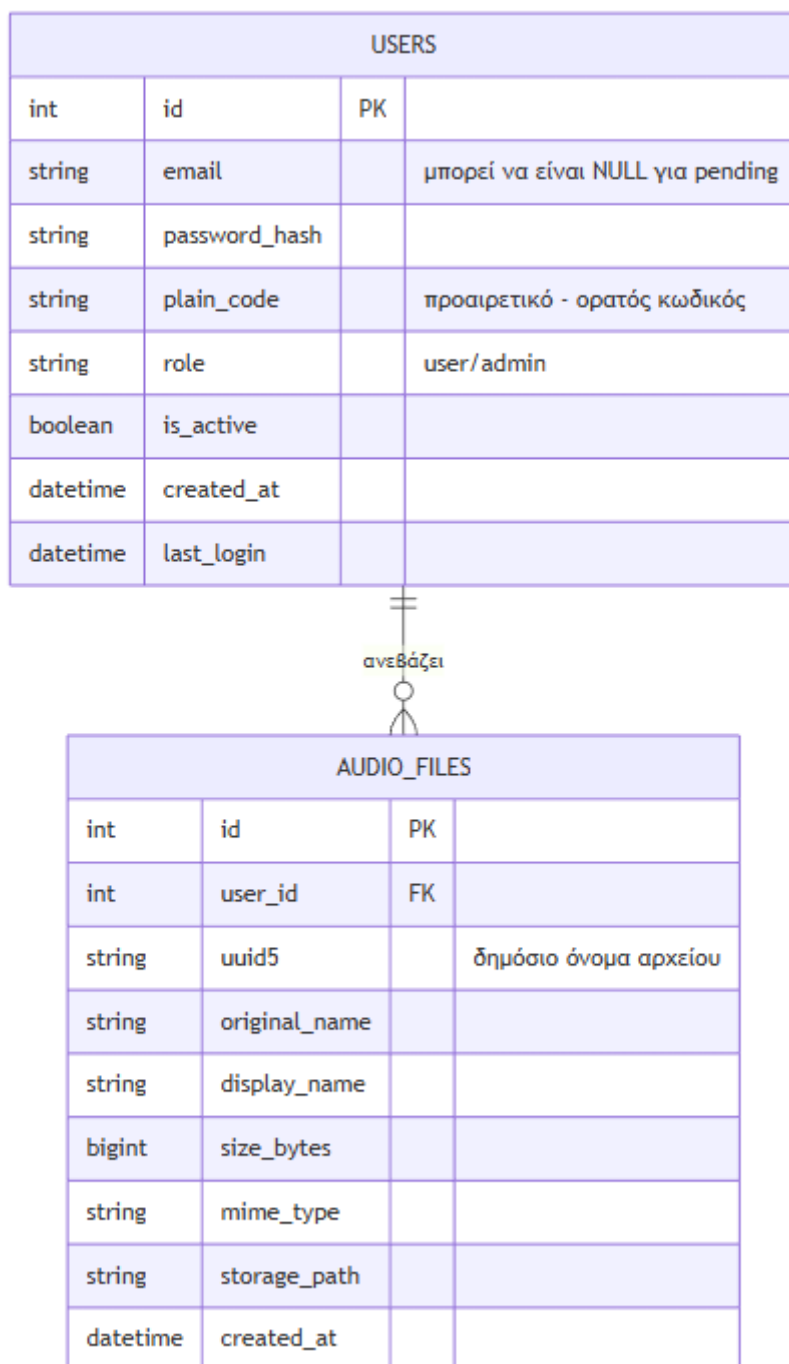 USERS
int id PK
string email μπορεί να είναι NULL για pending
string password_hash
string plain_code προαιρετικό - ορατός κωδικός
string role user/admin
boolean is_active
datetime created_at
datetime last_login
ανεβάζει
AUDIO_FILES
int id PK
int user_id FK
string uuid5 δημόσιο όνομα αρχείου
string original_name
string display_name
bigint size_bytes
string mime_type
string storage_path
datetime created_at